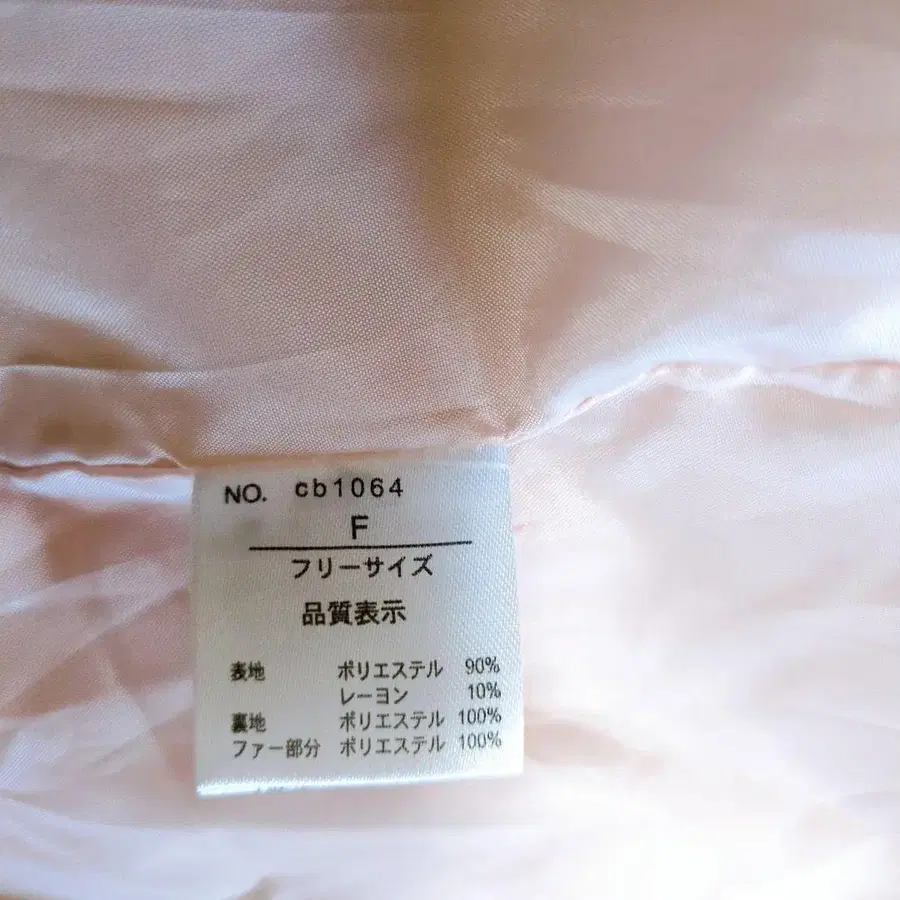 NO. cb1064
F
フリーサイズ
品質表示
表地 ポリエステル 90%
レーヨン 10%
裏地 ポリエステル 100%
ファー部分 ポリエステル 100%